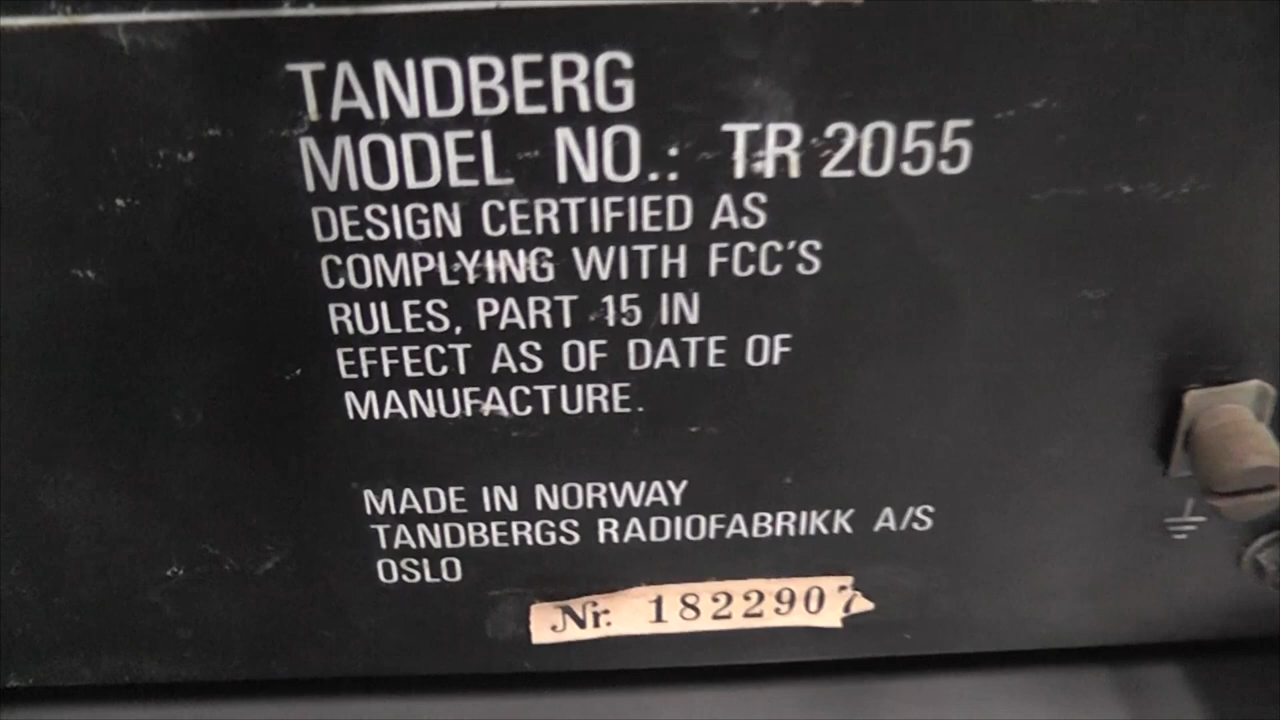 TANDBERG
MODEL NO.: TR 2055
DESIGN CERTIFIED AS
COMPLYING WITH FCC'S
RULES, PART 15 IN
EFFECT AS OF DATE OF
MANUFACTURE.
MADE IN NORWAY
TANDBERGS RADIOFABRIKK A/S
OSLO
Nr. 1822907